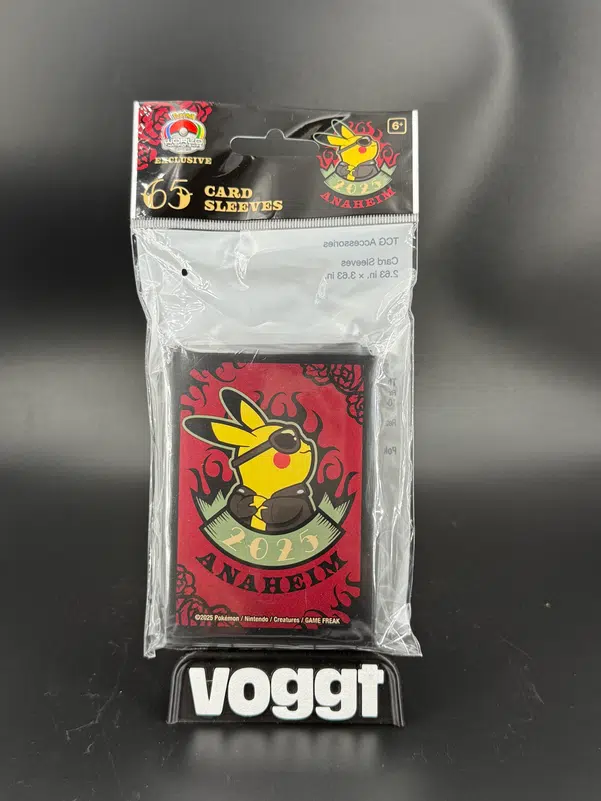 WORLD
EXCLUSIVE
65 CARD
SLEEVES
6+
2025
ANAHEIM
TCG Accessories
Card Sleeves
2.63 in. × 3.63 in.
2025
ANAHEIM
©2025 Pokémon / Nintendo / Creatures / GAME FREAK
voggt